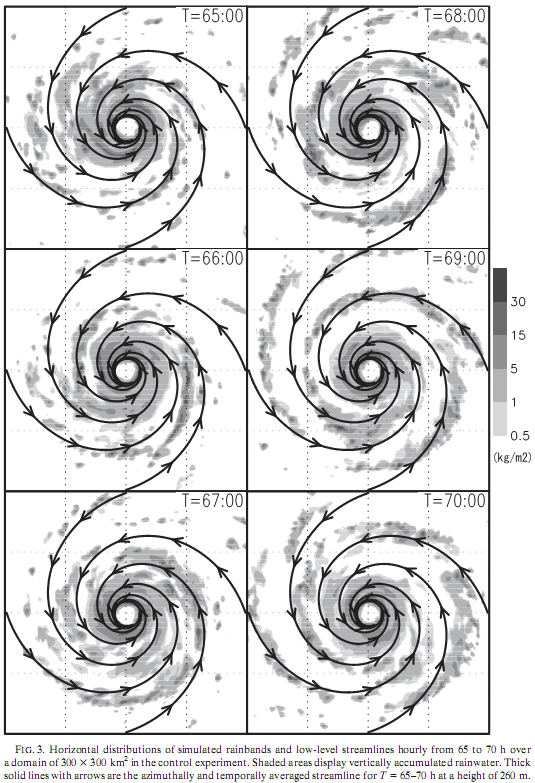 T=65:00
T=68:00
T=66:00
T=69:00
30
15
5
1
0.5
(kg/m2)
T=67:00
T=70:00
FIG. 3. Horizontal distributions of simulated rainbands and low-level streamlines hourly from 65 to 70 h over
a domain of 300 × 300 km² in the control experiment. Shaded areas display vertically accumulated rainwater. Thick
solid lines with arrows are the azimuthally and temporally averaged streamline for T = 65–70 h at a height of 260 m.